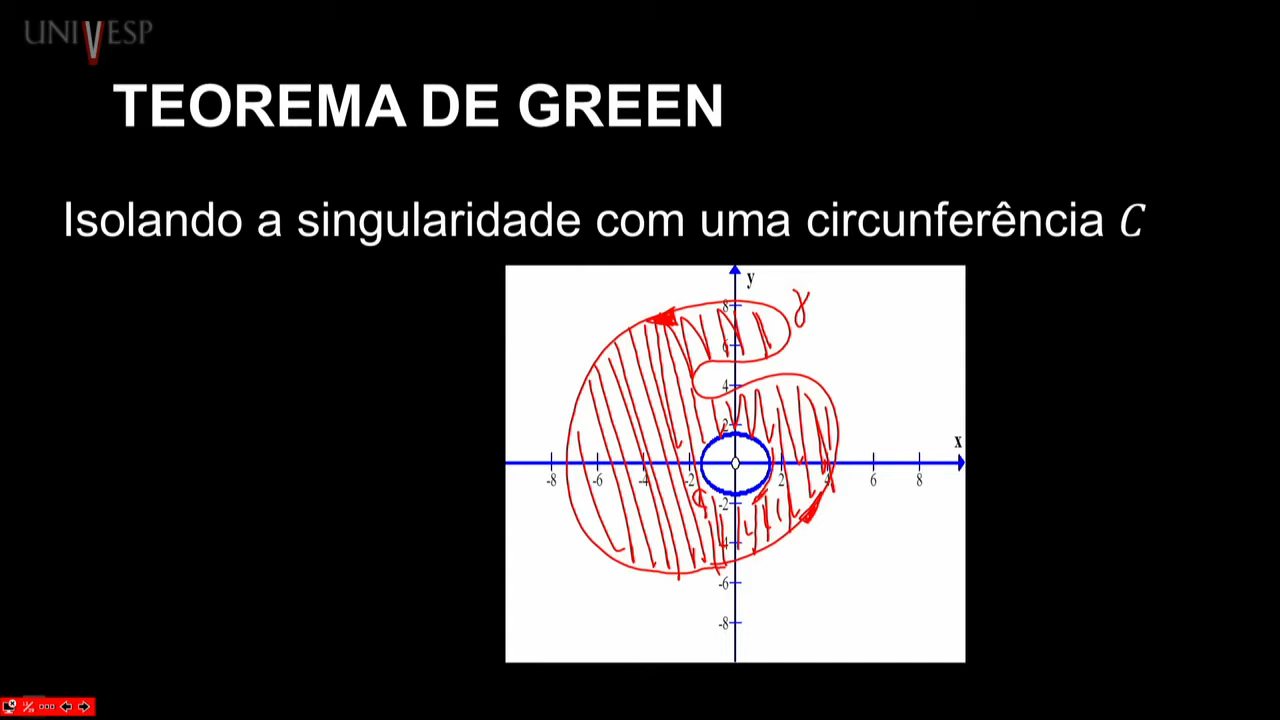 UNIVESP
TEOREMA DE GREEN
Isolando a singularidade com uma circunferência C
y
γ
8
6
4
2
x
-8 -6 -4 -2 2 4 6 8
-2
-4
-6
-8